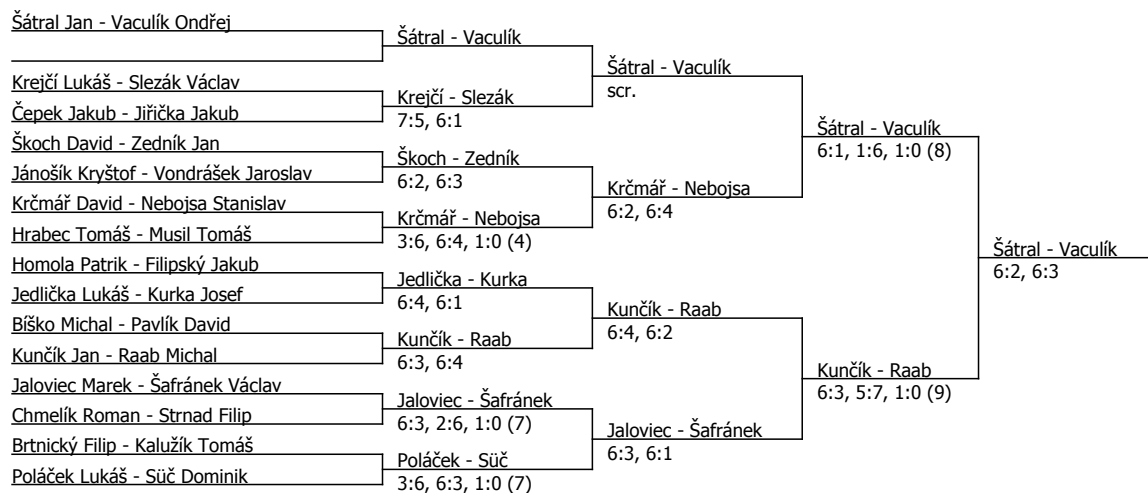 Šátral Jan - Vaculík Ondřej
Krejčí Lukáš - Slezák Václav
Čepek Jakub - Jiřička Jakub
Škoch David - Zedník Jan
Jánošík Kryštof - Vondrášek Jaroslav
Krčmář David - Nebojsa Stanislav
Hrabec Tomáš - Musil Tomáš
Homola Patrik - Filipský Jakub
Jedlička Lukáš - Kurka Josef
Bíško Michal - Pavlík David
Kunčík Jan - Raab Michal
Jaloviec Marek - Šafránek Václav
Chmelík Roman - Strnad Filip
Brtnický Filip - Kalužík Tomáš
Poláček Lukáš - Süč Dominik
Šátral - Vaculík
Krejčí - Slezák
7:5, 6:1
Škoch - Zedník
6:2, 6:3
Krčmář - Nebojsa
3:6, 6:4, 1:0 (4)
Jedlička - Kurka
6:4, 6:1
Kunčík - Raab
6:3, 6:4
Jaloviec - Šafránek
6:3, 2:6, 1:0 (7)
Poláček - Süč
3:6, 6:3, 1:0 (7)
Šátral - Vaculík
scr.
Krčmář - Nebojsa
6:2, 6:4
Kunčík - Raab
6:4, 6:2
Jaloviec - Šafránek
6:3, 6:1
Šátral - Vaculík
6:1, 1:6, 1:0 (8)
Kunčík - Raab
6:3, 5:7, 1:0 (9)
Šátral - Vaculík
6:2, 6:3